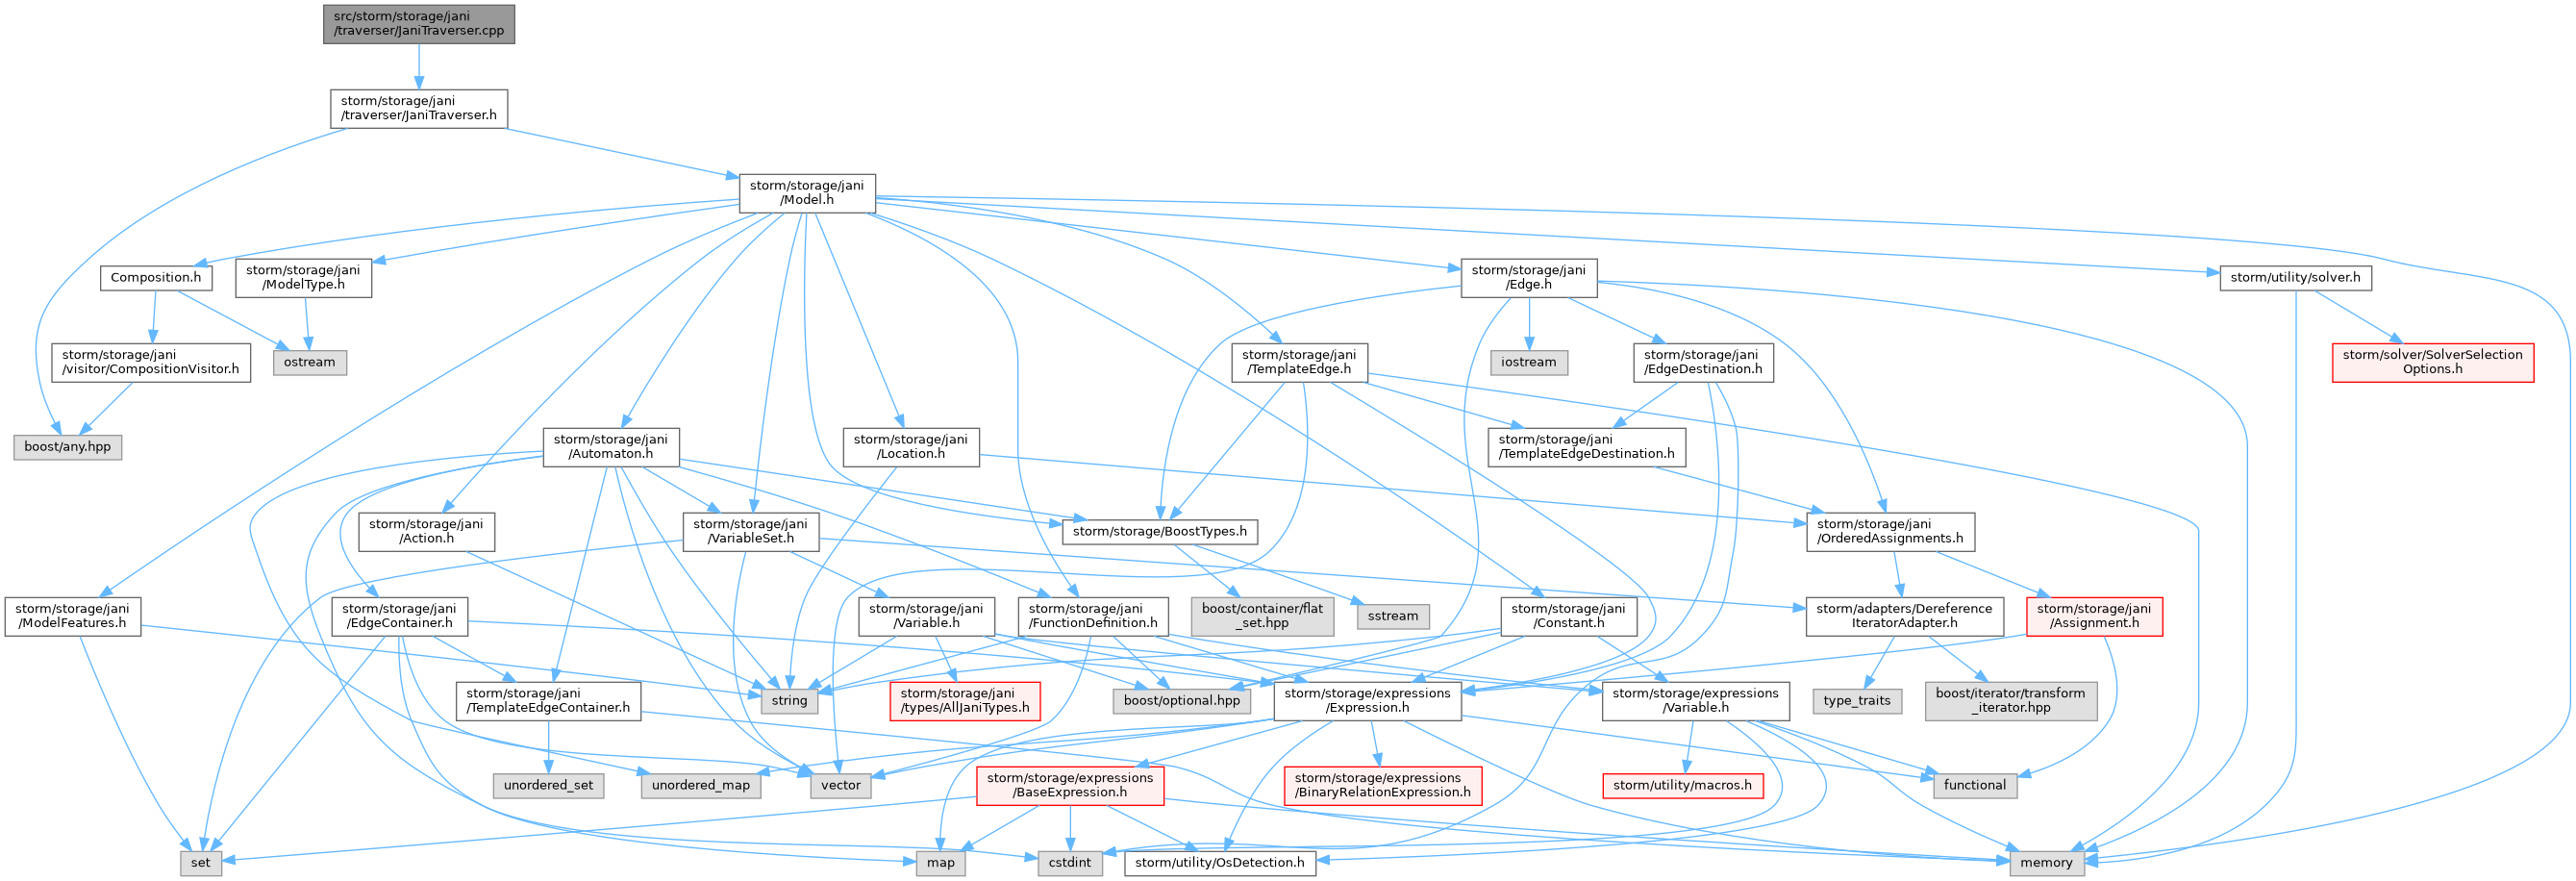 src/storm/storage/jani
/traverser/JaniTraverser.cpp
storm/storage/jani
/traverser/JaniTraverser.h
storm/storage/jani
/Model.h
Composition.h
storm/storage/jani
/ModelType.h
storm/storage/jani
/Edge.h
storm/utility/solver.h
storm/storage/jani
/visitor/CompositionVisitor.h
ostream
storm/storage/jani
/TemplateEdge.h
iostream
storm/storage/jani
/EdgeDestination.h
storm/solver/SolverSelection
Options.h
boost/any.hpp
storm/storage/jani
/Automaton.h
storm/storage/jani
/Location.h
storm/storage/jani
/TemplateEdgeDestination.h
storm/storage/jani
/Action.h
storm/storage/jani
/VariableSet.h
storm/storage/BoostTypes.h
storm/storage/jani
/OrderedAssignments.h
storm/storage/jani
/ModelFeatures.h
storm/storage/jani
/EdgeContainer.h
storm/storage/jani
/Variable.h
storm/storage/jani
/FunctionDefinition.h
boost/container/flat
_set.hpp
sstream
storm/storage/jani
/Constant.h
storm/adapters/Dereference
IteratorAdapter.h
storm/storage/jani
/Assignment.h
storm/storage/jani
/TemplateEdgeContainer.h
string
storm/storage/jani
/types/AllJaniTypes.h
boost/optional.hpp
storm/storage/expressions
/Expression.h
storm/storage/expressions
/Variable.h
type_traits
boost/iterator/transform
_iterator.hpp
unordered_set
unordered_map
vector
storm/storage/expressions
/BaseExpression.h
storm/storage/expressions
/BinaryRelationExpression.h
storm/utility/macros.h
functional
set
map
cstdint
storm/utility/OsDetection.h
memory